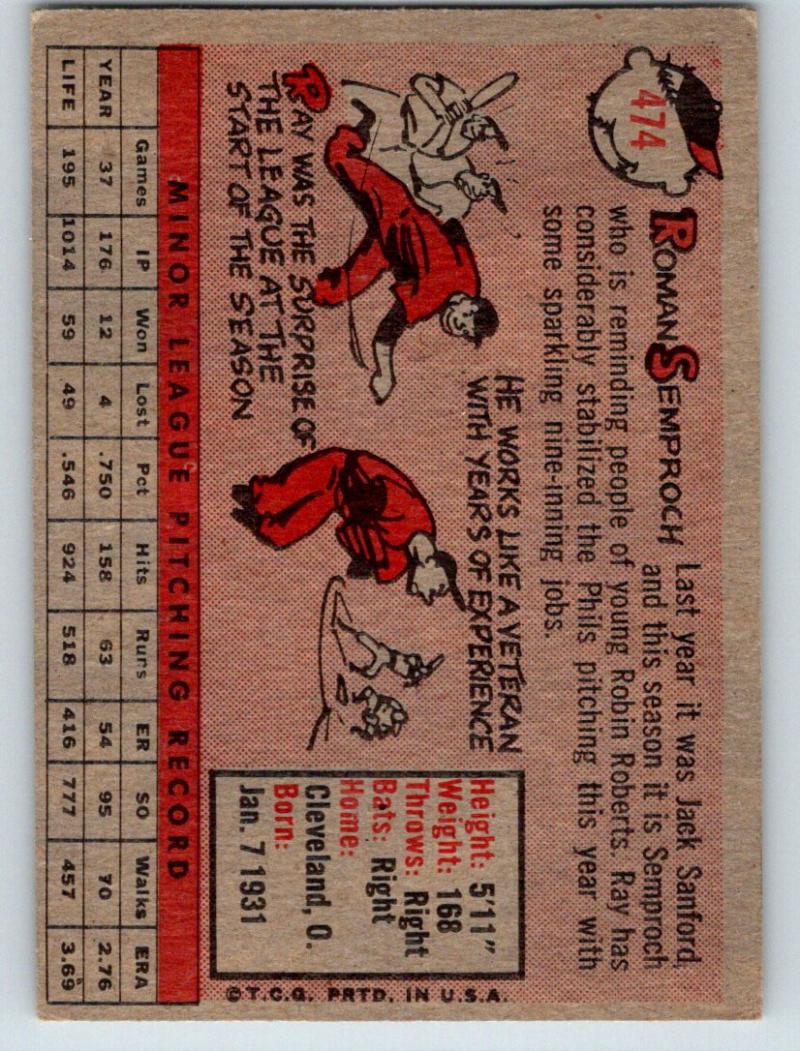 474
ROMAN SEMPROCH
Last year it was Jack Sanford,
and this season it is Semproch
who is reminding people of young Robin Roberts. Ray has
considerably stabilized the Phils pitching this year with
some sparkling nine-inning jobs.
RAY WAS THE SURPRISE OF
THE LEAGUE AT THE
START OF THE SEASON
HE WORKS LIKE A VETERAN
WITH YEARS OF EXPERIENCE
Height: 5'11"
Weight: 168
Throws: Right
Bats: Right
Home:
Cleveland, O.
Born:
Jan. 7 1931
©T.C.G. PRTD. IN U.S.A.
MINOR LEAGUE PITCHING RECORD
Games IP Won Lost Pct Hits Runs ER SO Walks ERA
YEAR 37 176 12 4 .750 158 63 54 95 70 2.76
LIFE 195 1014 59 49 .546 924 518 416 777 457 3.69